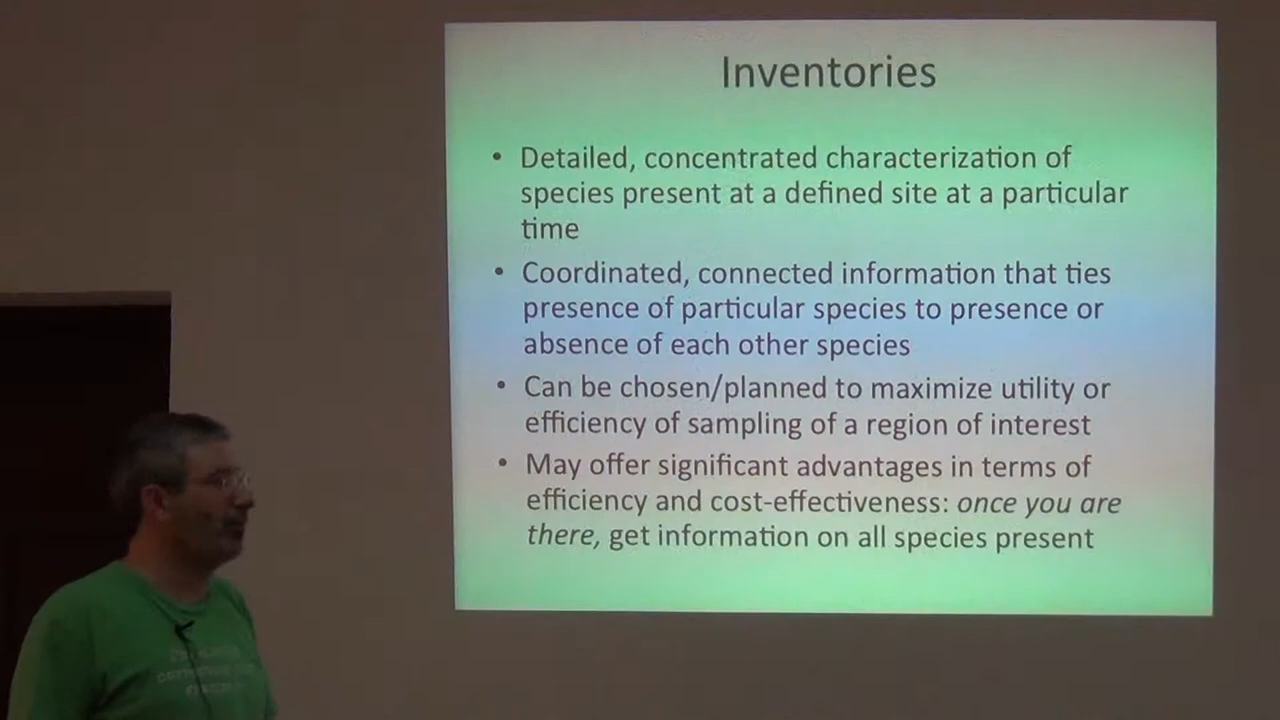 Inventories
• Detailed, concentrated characterization of
species present at a defined site at a particular
time
• Coordinated, connected information that ties
presence of particular species to presence or
absence of each other species
• Can be chosen/planned to maximize utility or
efficiency of sampling of a region of interest
• May offer significant advantages in terms of
efficiency and cost-effectiveness: once you are
there, get information on all species present